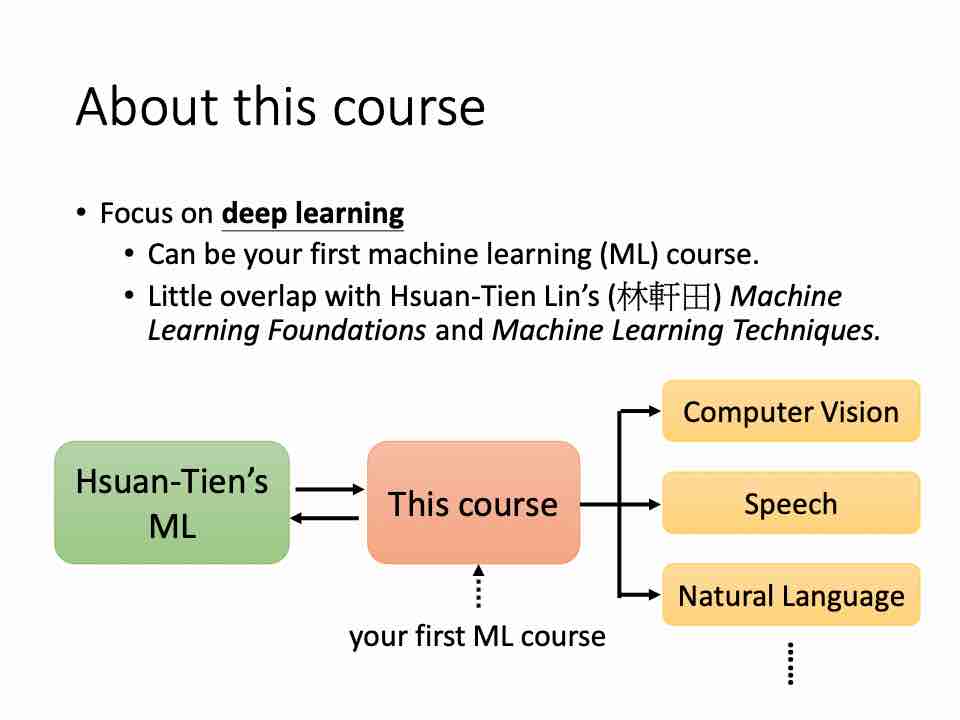 About this course
• Focus on deep learning
• Can be your first machine learning (ML) course.
• Little overlap with Hsuan-Tien Lin’s (林軒田) Machine
Learning Foundations and Machine Learning Techniques.
Hsuan-Tien’s
ML
This course
your first ML course
Computer Vision
Speech
Natural Language